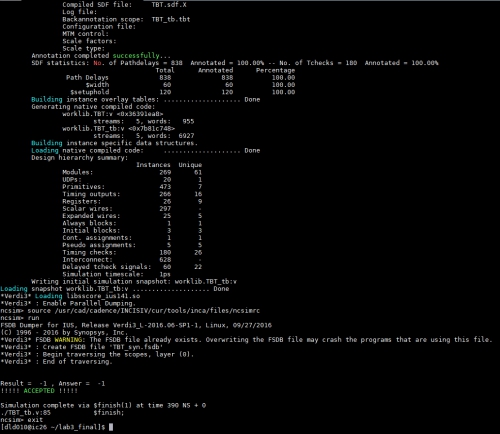 Compiled SDF file:    TBT.sdf.X
Log file:
Backannotation scope:  TBT_tb.tbt
Configuration file:
MTM control:
Scale factors:
Scale type:
Annotation completed successfully...
SDF statistics: No. of Pathdelays = 838  Annotated = 100.00% -- No. of Tchecks = 180  Annotated = 100.00%
Total    Annotated    Percentage
Path Delays    838    838    100.00
$width    60    60    100.00
$setuphold    120    120    100.00
Building instance overlay tables: .................... Done
Generating native compiled code:
worklib.TBT:v <0x36391ea8>
streams:   5, words:   955
worklib.TBT_tb:v <0x7b81c748>
streams:   5, words:  6927
Building instance specific data structures.
Loading native compiled code:     .................... Done
Design hierarchy summary:
Instances  Unique
Modules:    269    61
UDPs:    20    1
Primitives:    473    7
Timing outputs:    266    16
Registers:    26    9
Scalar wires:    297    -
Expanded wires:    25    5
Always blocks:    1    1
Initial blocks:    3    3
Cont. assignments:    1    1
Pseudo assignments:    5    5
Timing checks:    180    26
Interconnect:    628    -
Delayed tcheck signals:    60    22
Simulation timescale:    1ps
Writing initial simulation snapshot: worklib.TBT_tb:v
Loading snapshot worklib.TBT_tb:v .................... Done
*Verdi3* Loading libsscore_ius141.so
*Verdi3* : Enable Parallel Dumping.
ncsim> source /usr/cad/cadence/INCISIV/cur/tools/inca/files/ncsimrc
ncsim> run
FSDB Dumper for IUS, Release Verdi3_L-2016.06-SP1-1, Linux, 09/27/2016
(C) 1996 - 2016 by Synopsys, Inc.
*Verdi3* FSDB WARNING: The FSDB file already exists. Overwriting the FSDB file may crash the programs that are using this file.
*Verdi3* : Create FSDB file 'TBT_syn.fsdb'
*Verdi3* : Begin traversing the scopes, layer (0).
*Verdi3* : End of traversing.
Result =  -1 , Answer =  -1
!!!!! ACCEPTED !!!!!
Simulation complete via $finish(1) at time 390 NS + 0
./TBT_tb.v:85    $finish;
ncsim> exit
[dld010@ic26 ~/lab3_final]$